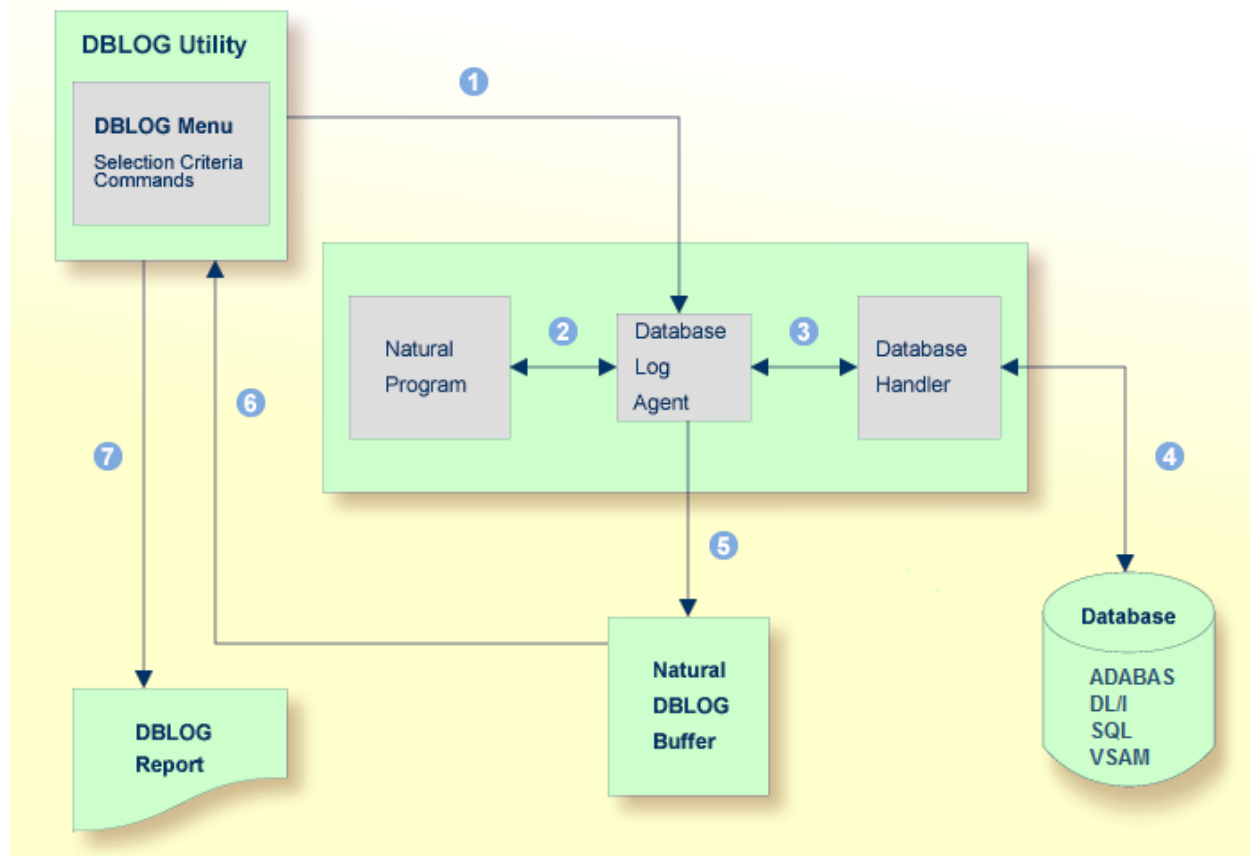 DBLOG Utility
DBLOG Menu
Selection Criteria
Commands
1
Natural
Program
2
Database
Log
Agent
3
Database
Handler
4
5
6
7
Database
ADABAS
DL/I
SQL
VSAM
Natural
DBLOG
Buffer
DBLOG
Report